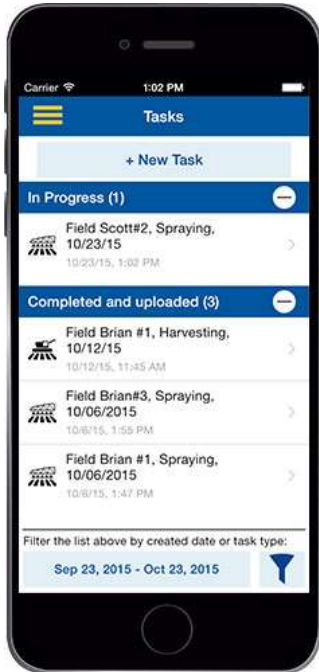 Carrier 1:02 PM
Tasks
+ New Task
In Progress (1)
Field Scott#2, Spraying,
10/23/15
10/23/15, 1:02 PM
Completed and uploaded (3)
Field Brian #1, Harvesting,
10/12/15
10/12/15, 11:45 AM
Field Brian#3, Spraying,
10/06/2015
10/6/15, 1:55 PM
Field Brian #1, Spraying,
10/06/2015
10/6/15, 1:47 PM
Filter the list above by created date or task type:
Sep 23, 2015 - Oct 23, 2015